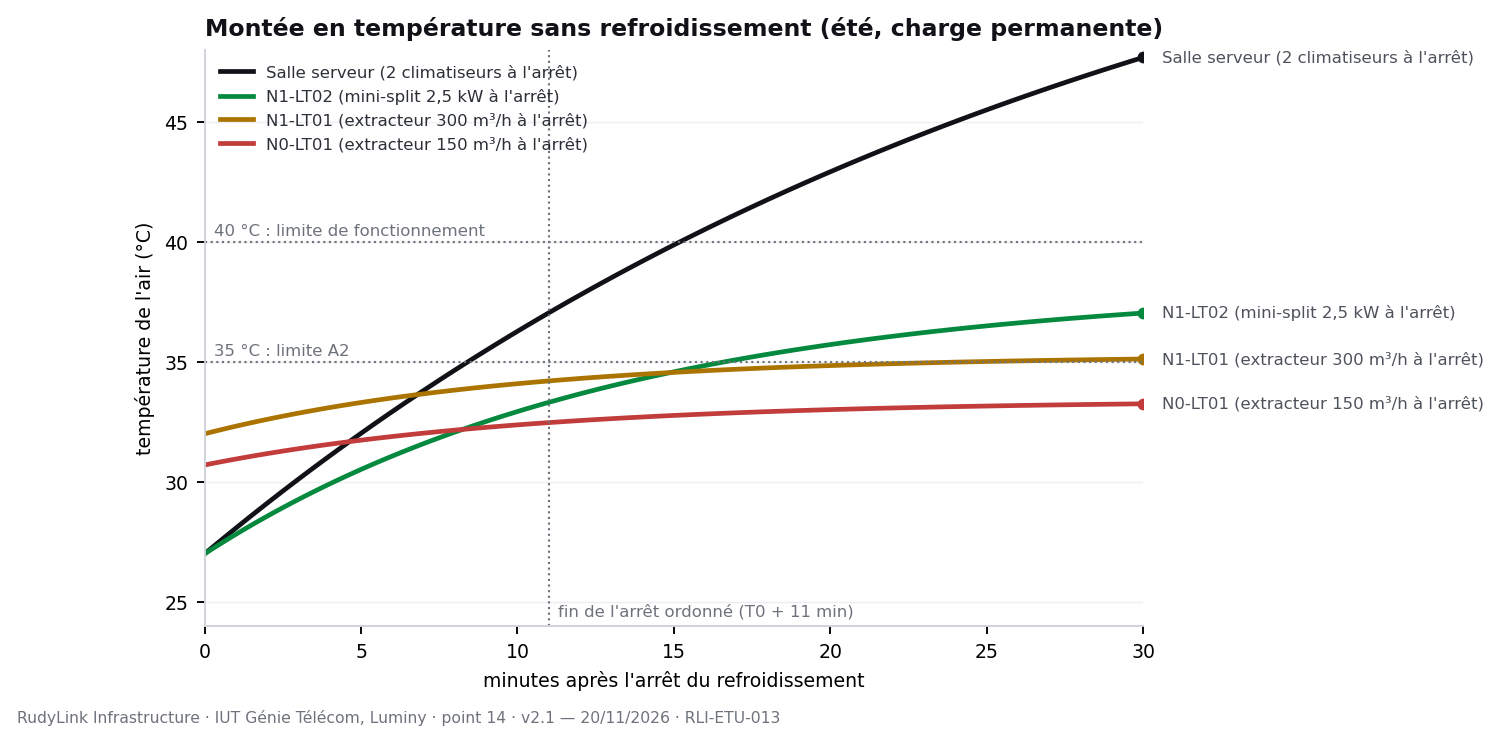 Montée en température sans refroidissement (été, charge permanente)
Salle serveur (2 climatiseurs à l'arrêt)
N1-LT02 (mini-split 2,5 kW à l'arrêt)
N1-LT01 (extracteur 300 m³/h à l'arrêt)
N0-LT01 (extracteur 150 m³/h à l'arrêt)
Salle serveur (2 climatiseurs à l'arrêt)
45
40 °C : limite de fonctionnement
40
température de l'air (°C)
N1-LT02 (mini-split 2,5 kW à l'arrêt)
35 °C : limite A2
35
N1-LT01 (extracteur 300 m³/h à l'arrêt)
N0-LT01 (extracteur 150 m³/h à l'arrêt)
30
25
fin de l'arrêt ordonné (T0 + 11 min)
0 5 10 15 20 25 30
minutes après l'arrêt du refroidissement
RudyLink Infrastructure · IUT Génie Télécom, Luminy · point 14 · v2.1 — 20/11/2026 · RLI-ETU-013